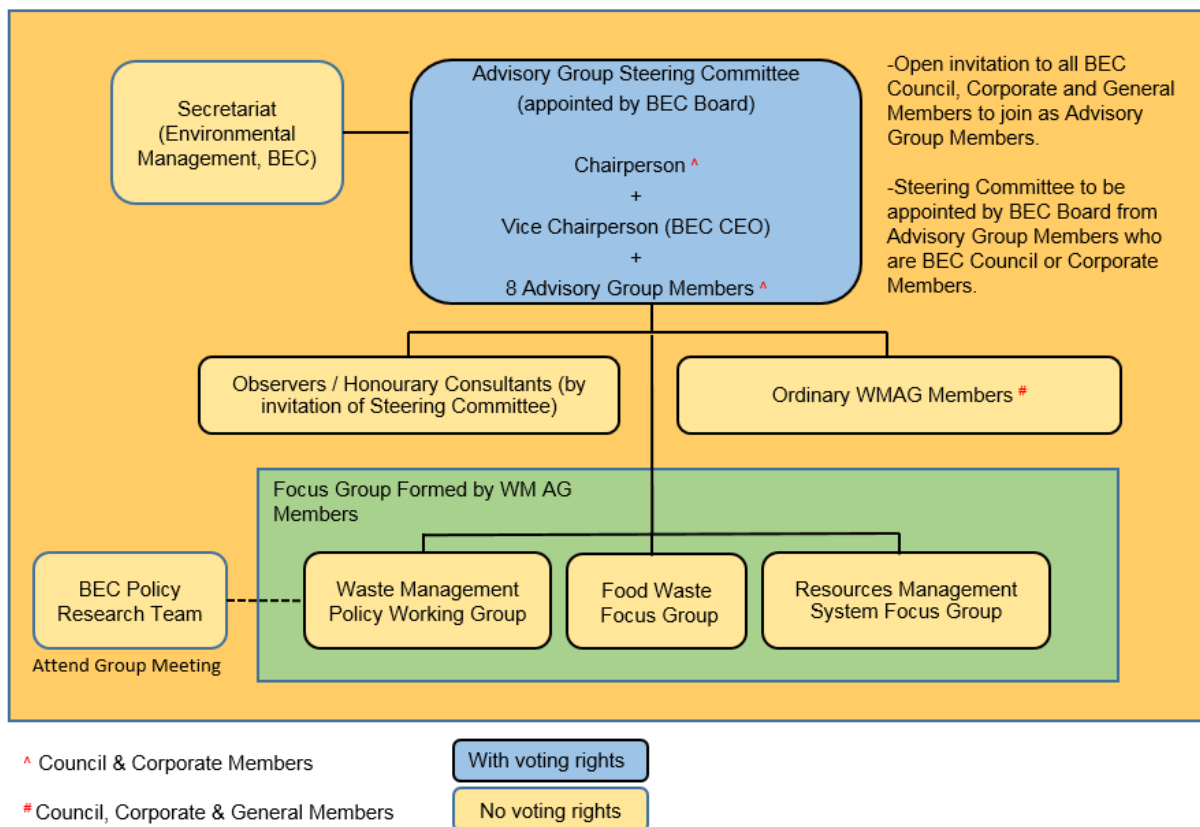 Secretariat
(Environmental
Management, BEC)
Advisory Group Steering Committee
(appointed by BEC Board)
Chairperson ^
+
Vice Chairperson (BEC CEO)
+
8 Advisory Group Members ^
-Open invitation to all BEC
Council, Corporate and General
Members to join as Advisory
Group Members.
-Steering Committee to be
appointed by BEC Board from
Advisory Group Members who
are BEC Council or Corporate
Members.
Observers / Honourary Consultants (by
invitation of Steering Committee)
Ordinary WMAG Members #
Focus Group Formed by WM AG
Members
BEC Policy
Research Team
Attend Group Meeting
Waste Management
Policy Working Group
Food Waste
Focus Group
Resources Management
System Focus Group
^ Council & Corporate Members
With voting rights
# Council, Corporate & General Members
No voting rights